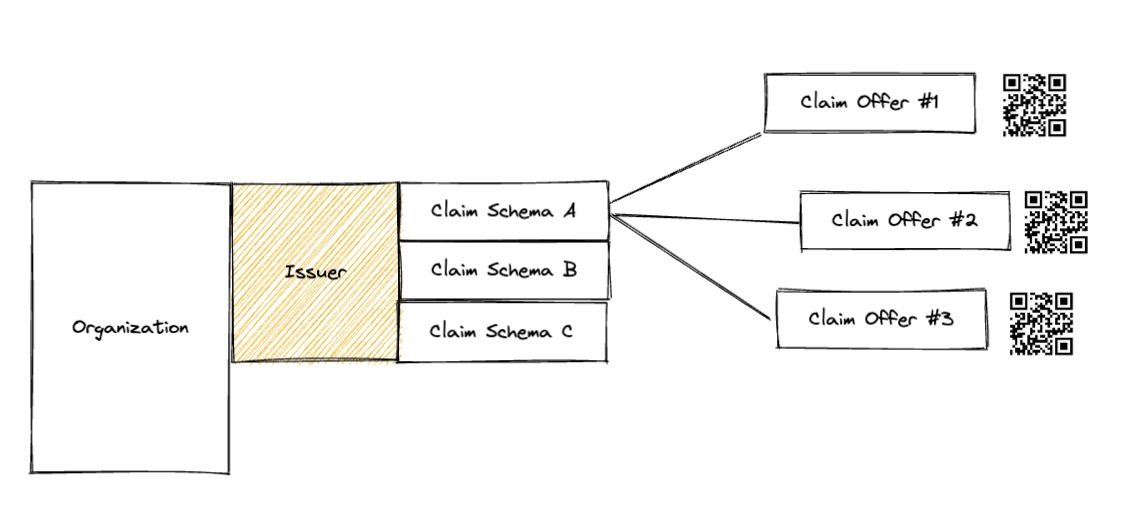 Claim Offer #1
Claim Schema A
Claim Offer #2
Issuer
Claim Schema B
Organization
Claim Schema C
Claim Offer #3